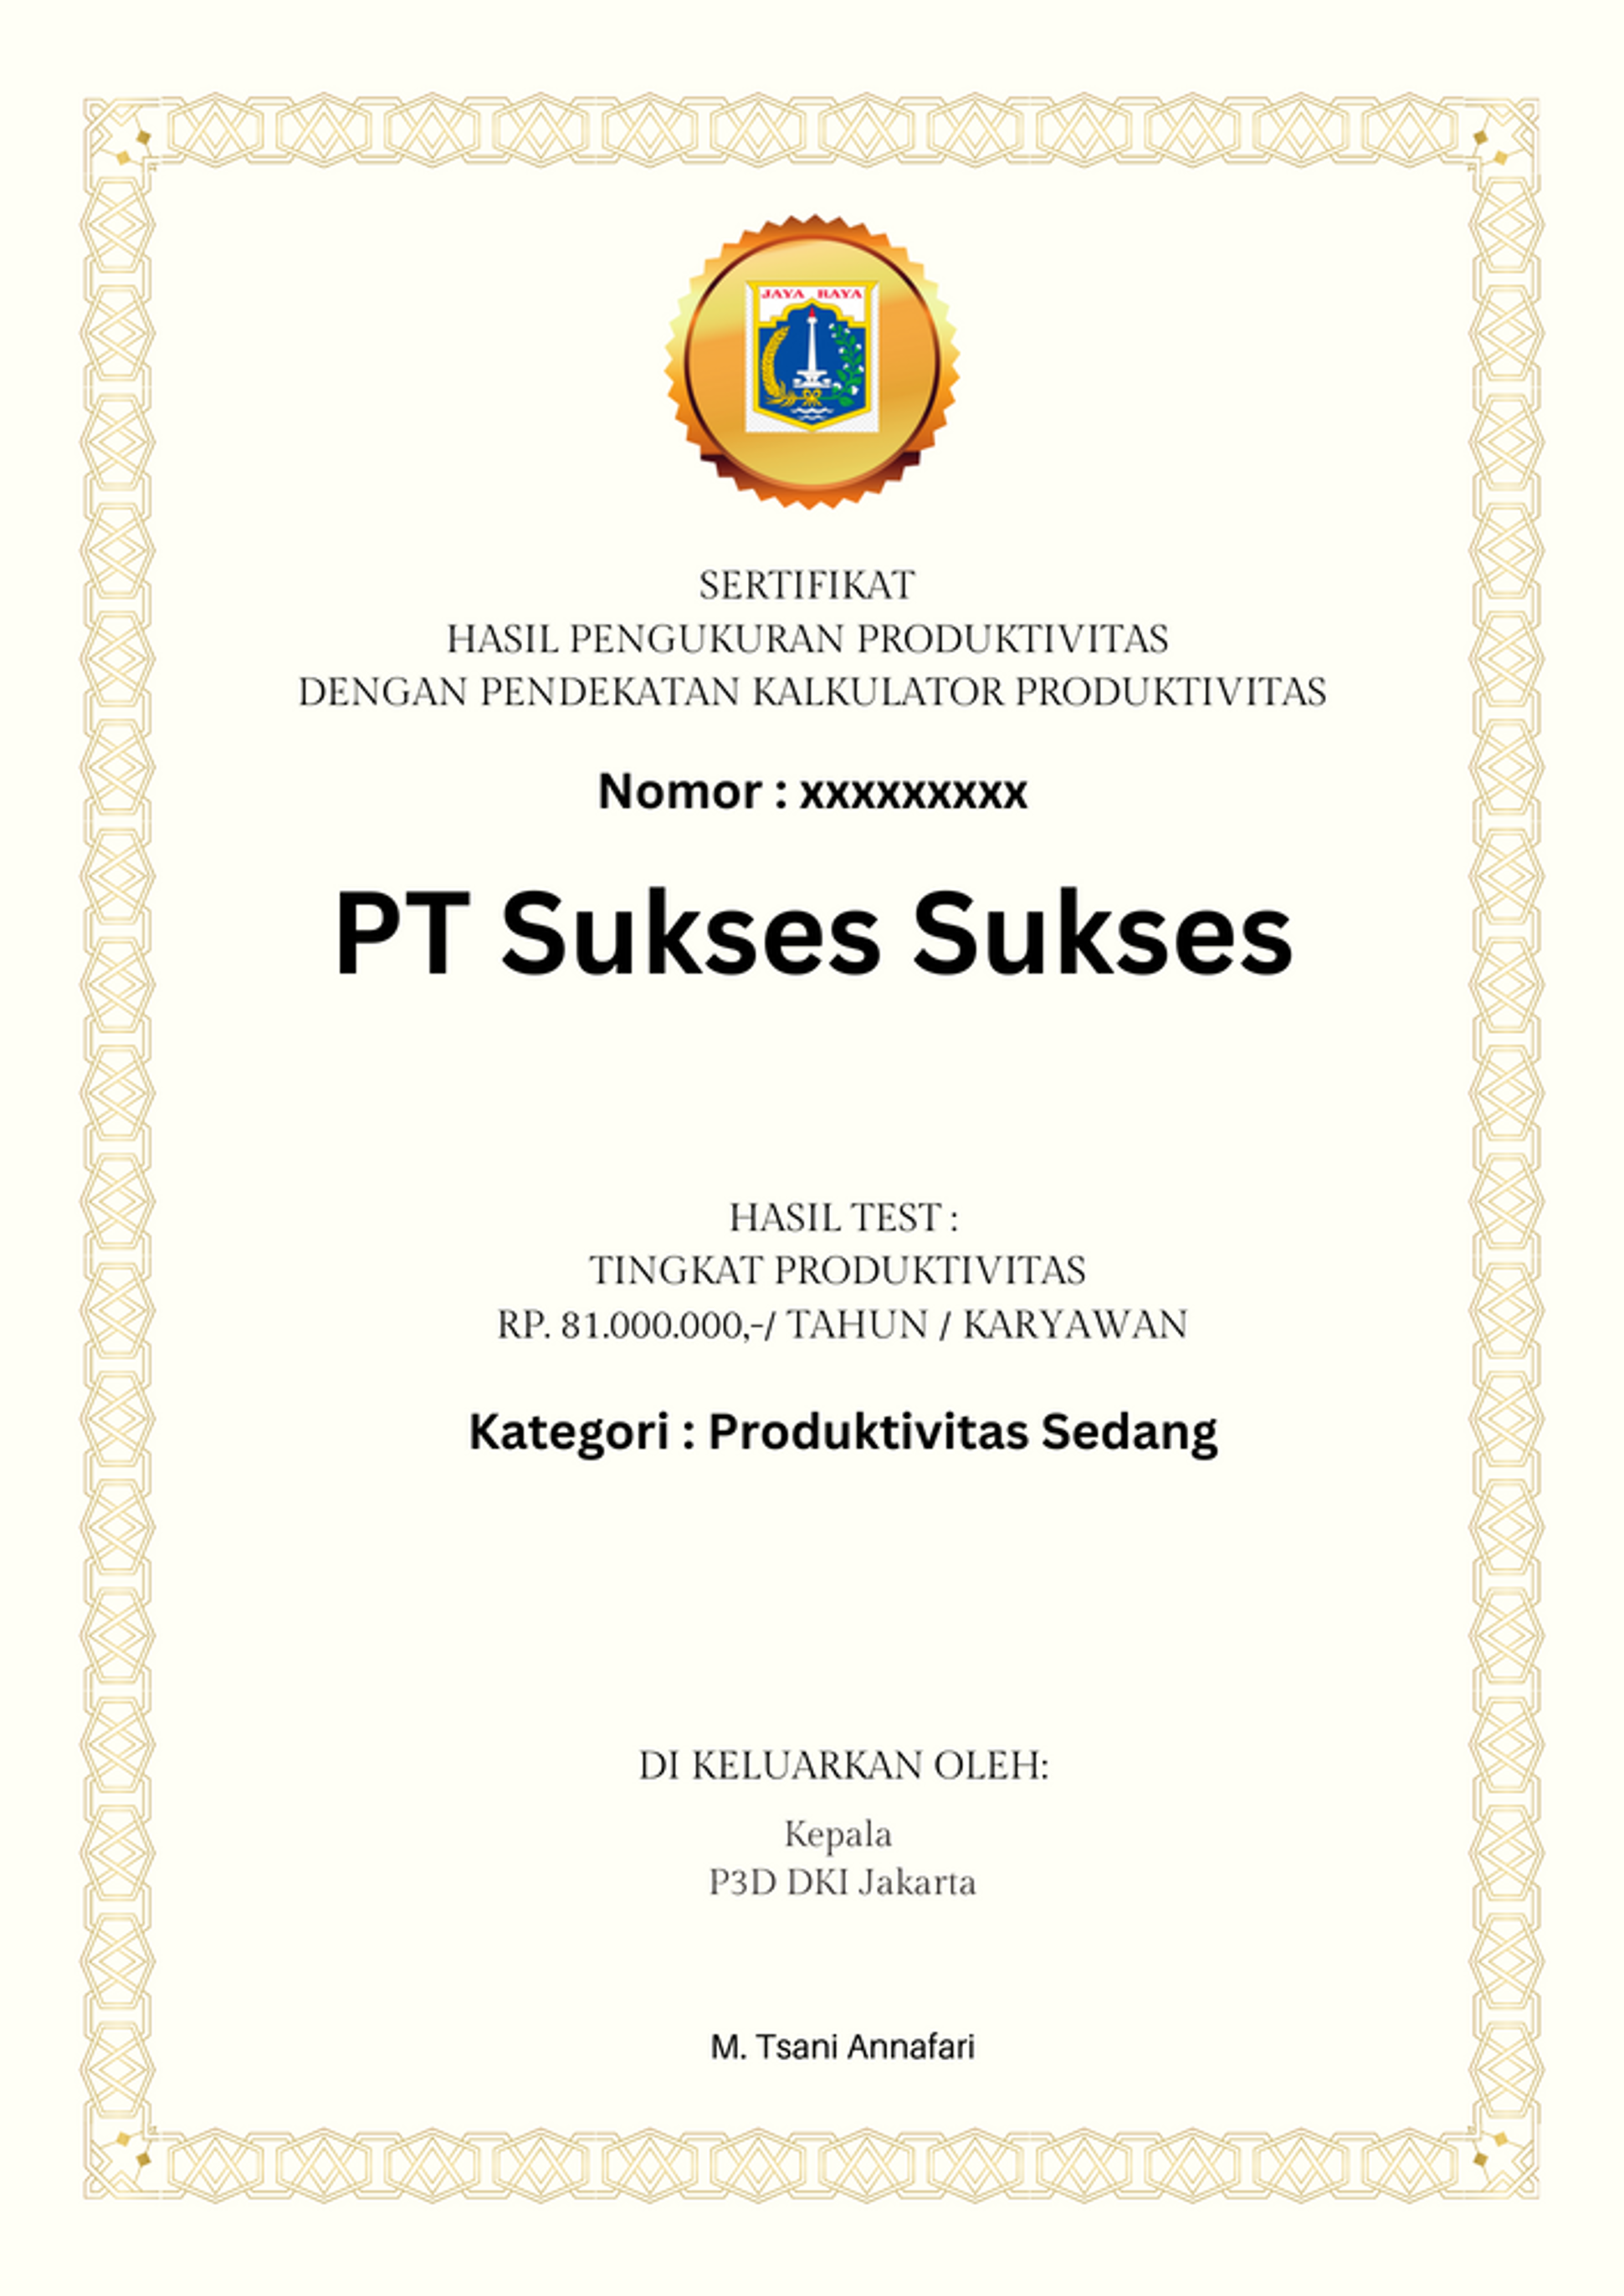 JAYA RAYA
SERTIFIKAT
HASIL PENGUKURAN PRODUKTIVITAS
DENGAN PENDEKATAN KALKULATOR PRODUKTIVITAS
Nomor : xxxxxxxxx
PT Sukses Sukses
HASIL TEST :
TINGKAT PRODUKTIVITAS
RP. 81.000.000,-/ TAHUN / KARYAWAN
Kategori : Produktivitas Sedang
DI KELUARKAN OLEH:
Kepala
P3D DKI Jakarta
M. Tsani Annafari